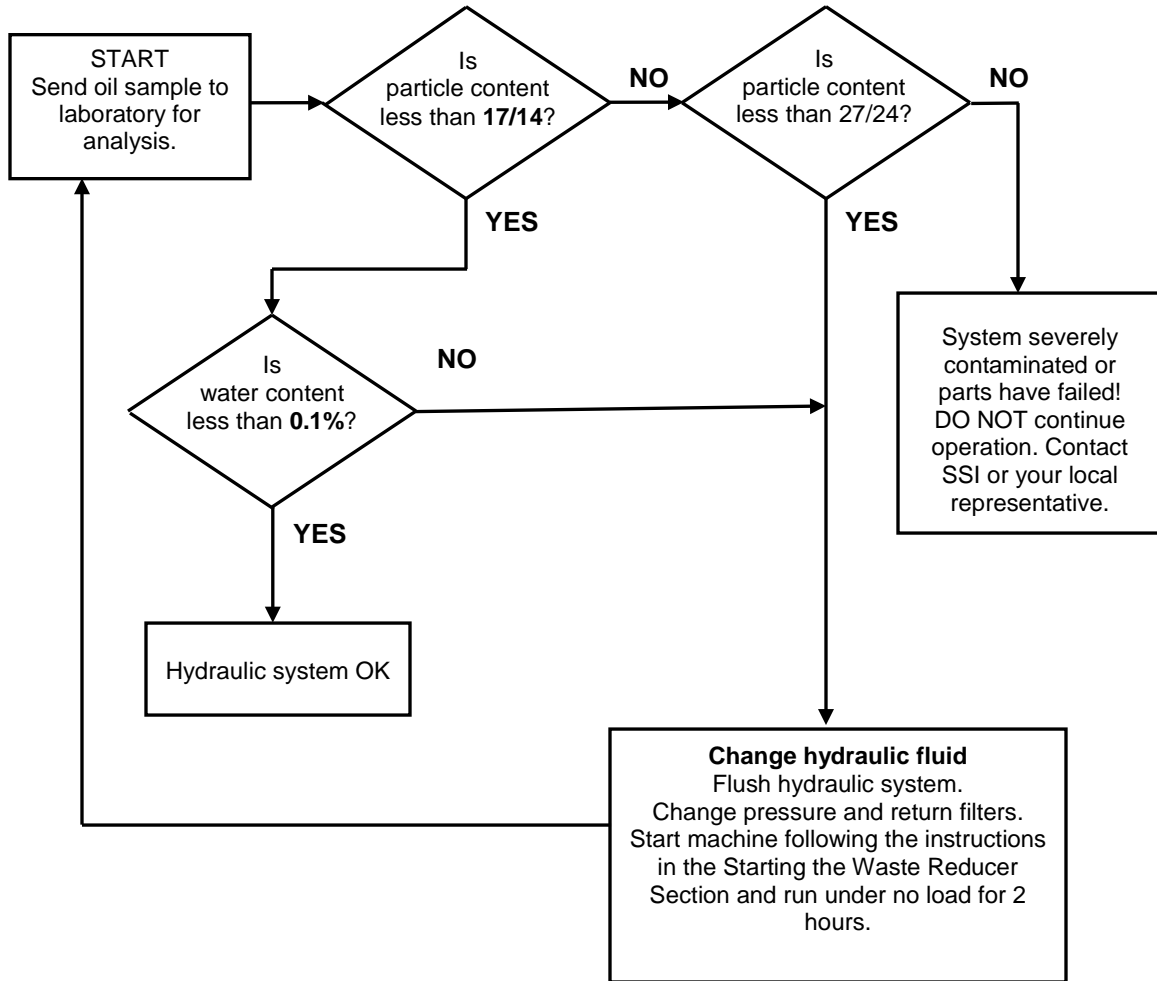 START
Send oil sample to
laboratory for
analysis.
Is
particle content
less than 17/14?
NO
Is
particle content
less than 27/24?
NO
YES
YES
Is
water content
less than 0.1%?
NO
System severely
contaminated or
parts have failed!
DO NOT continue
operation. Contact
SSI or your local
representative.
YES
Hydraulic system OK
Change hydraulic fluid
Flush hydraulic system.
Change pressure and return filters.
Start machine following the instructions
in the Starting the Waste Reducer
Section and run under no load for 2
hours.